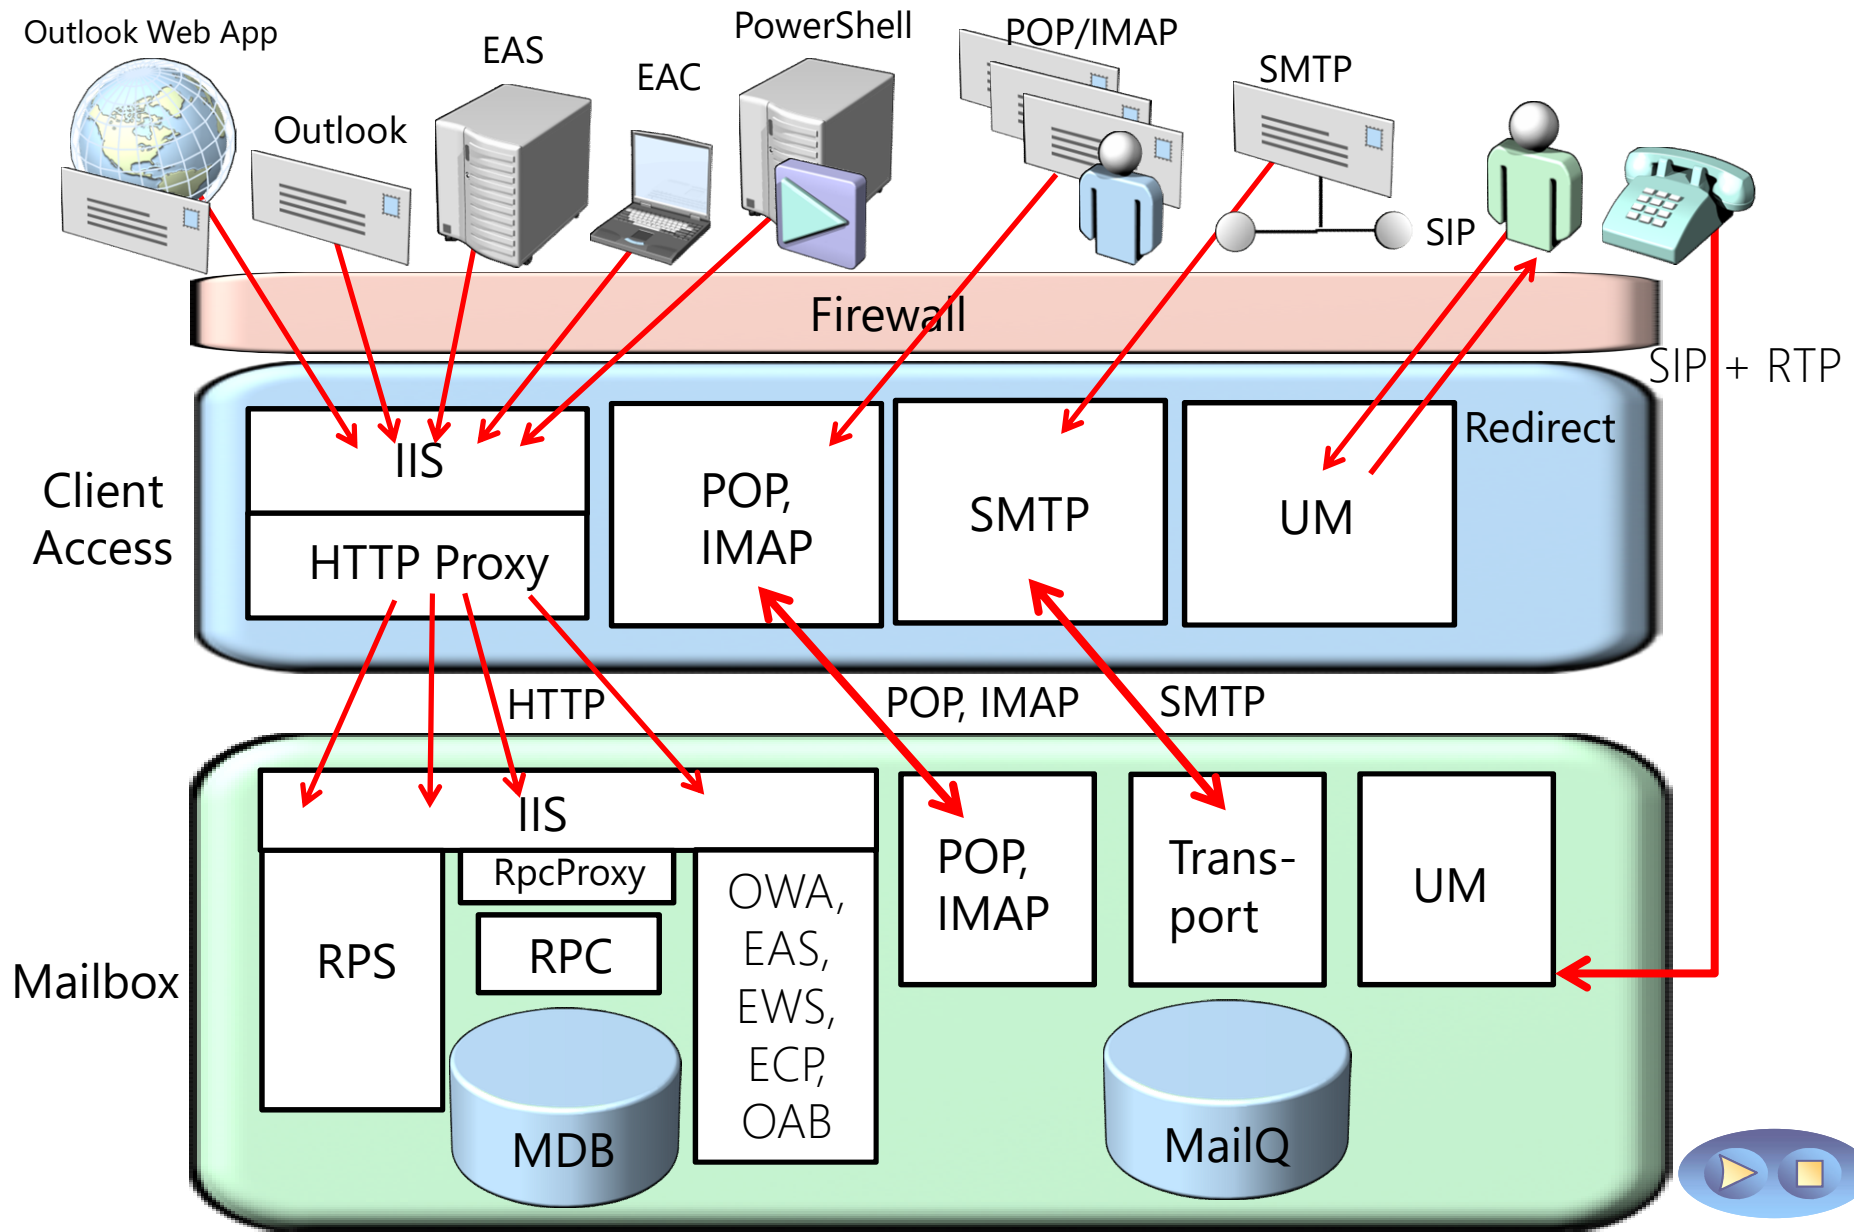 Outlook Web App
Outlook
EAS
EAC
PowerShell
POP/IMAP
SMTP
SIP
Firewall
SIP + RTP
Client
Access
IIS
HTTP Proxy
POP,
IMAP
SMTP
UM
Redirect
HTTP
POP, IMAP
SMTP
Mailbox
IIS
RPS
RpcProxy
RPC
MDB
OWA,
EAS,
EWS,
ECP,
OAB
POP,
IMAP
Trans-
port
MailQ
UM